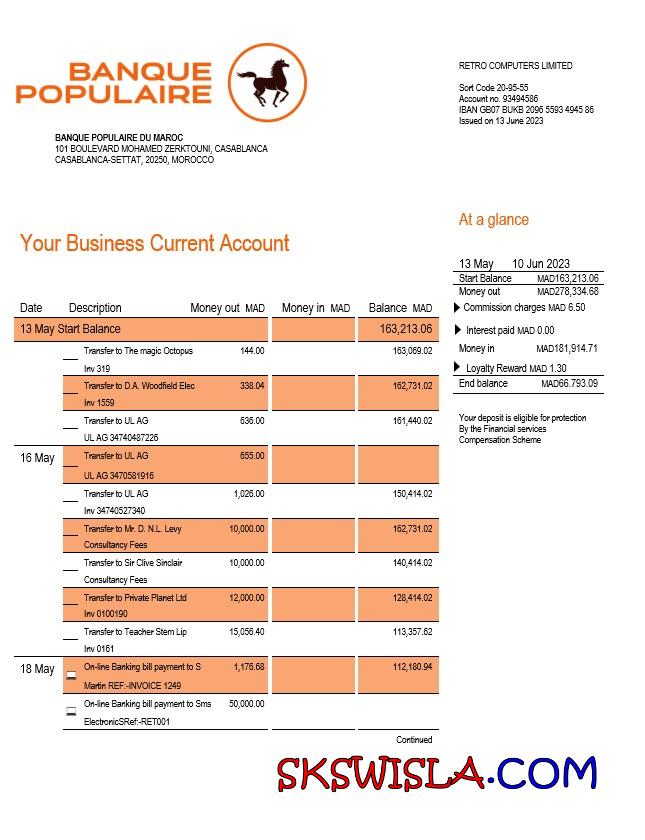 BANQUE
POPULAIRE
RETRO COMPUTERS LIMITED
Sort Code 20-95-55
Account no. 93494586
IBAN GB07 BUKB 2096 5593 4945 86
Issued on 13 June 2023
BANQUE POPULAIRE DU MAROC
101 BOULEVARD MOHAMED ZERKTOUNI, CASABLANCA
CASABLANCA-SETTAT, 20250, MOROCCO
At a glance
Your Business Current Account
13 May 10 Jun 2023
Start Balance MAD163,213.06
Money out MAD278,334.68
Commission charges MAD 6.50
Interest paid MAD 0.00
Money in MAD181,914.71
Loyalty Reward MAD 1.30
End balance MAD66.793.09
Your deposit is eligible for protection
By the Financial services
Compensation Scheme
Date Description Money out MAD Money in MAD Balance MAD
13 May Start Balance 163,213.06
Transfer to The magic Octopus 144.00 163,069.02
Inv 319
Transfer to D.A. Woodfield Elec 338.04 162,731.02
Inv 1559
Transfer to UL AG 636.00 161,440.02
UL AG 34740487226
16 May Transfer to UL AG 655.00
UL AG 3470581916
Transfer to UL AG 1,026.00 150,414.02
Inv 34740527340
Transfer to Mr. D. N.L. Levy 10,000.00 162,731.02
Consultancy Fees
Transfer to Sir Clive Sinclair 10,000.00 140,414.02
Consultancy Fees
Transfer to Private Planet Ltd 12,000.00 128,414.02
Inv 0100190
Transfer to Teacher Stem Lip 15,056.40 113,357.62
Inv 0161
18 May On-line Banking bill payment to S 1,176.68 112,180.94
Martin REF:-INVOICE 1249
On-line Banking bill payment to Sms 50,000.00
ElectronicSRef:-RET001
Continued
SKSWISLA.COM